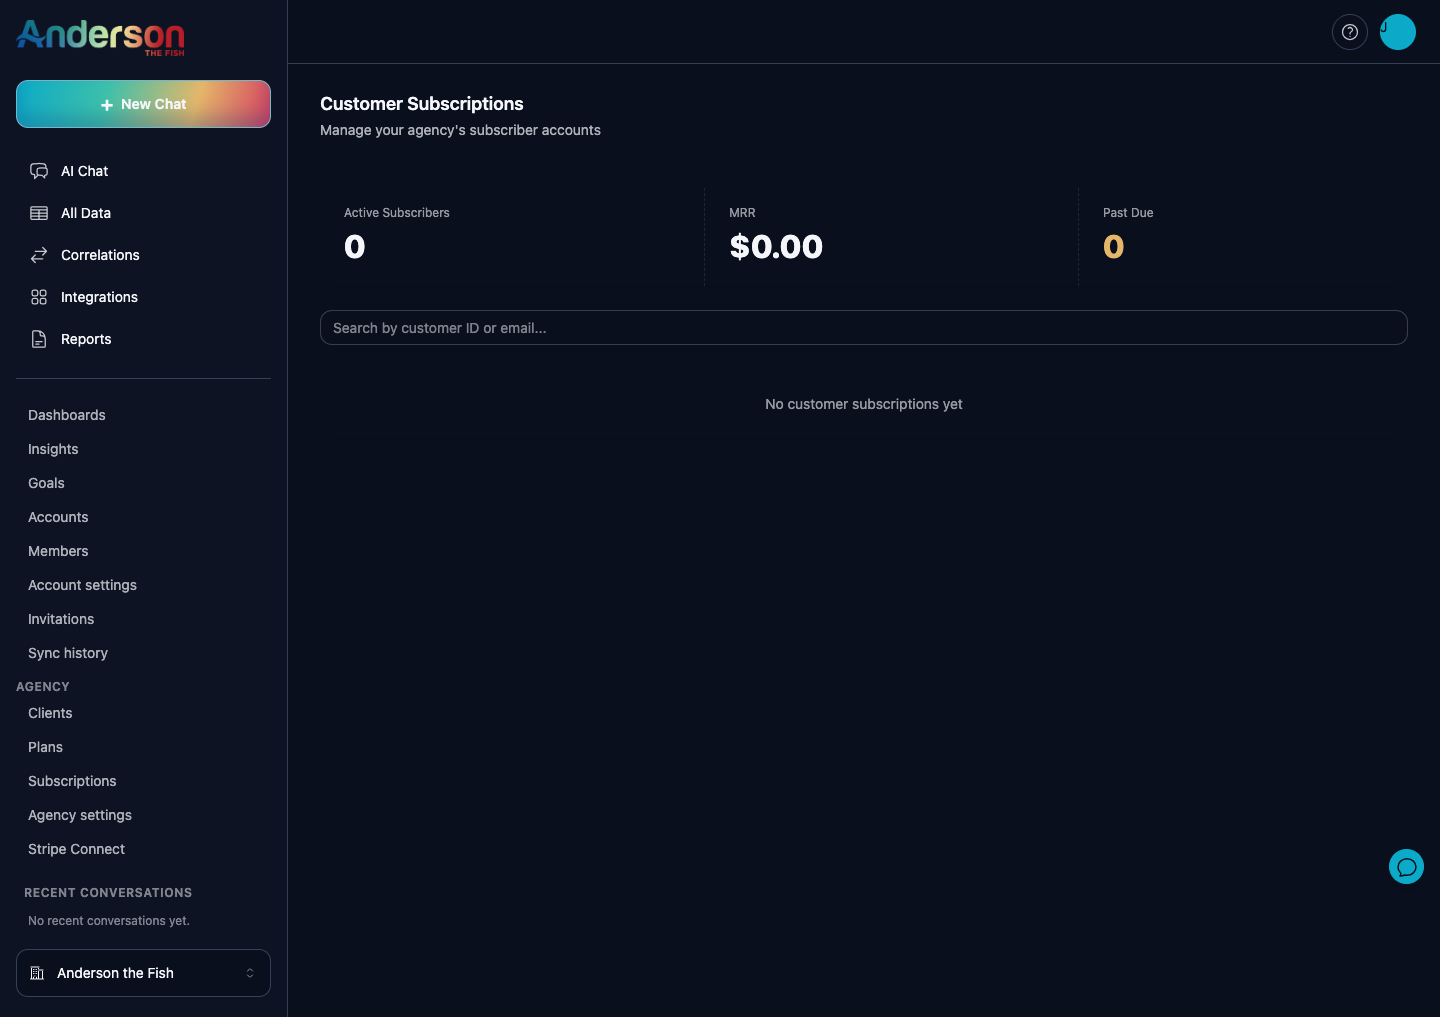 Anderson
THE FISH
New Chat
AI Chat
All Data
Correlations
Integrations
Reports
Dashboards
Insights
Goals
Accounts
Members
Account settings
Invitations
Sync history
AGENCY
Clients
Plans
Subscriptions
Agency settings
Stripe Connect
RECENT CONVERSATIONS
No recent conversations yet.
Anderson the Fish
J
Customer Subscriptions
Manage your agency's subscriber accounts
Active Subscribers
0
MRR
$0.00
Past Due
0
Search by customer ID or email...
No customer subscriptions yet